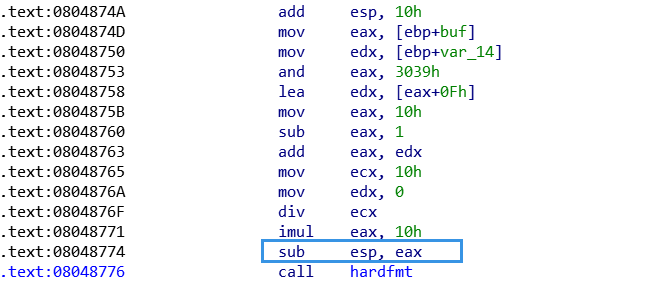 .text:0804874A add esp, 10h
.text:0804874D mov eax, [ebp+buf]
.text:08048750 mov edx, [ebp+var_14]
.text:08048753 and eax, 3039h
.text:08048758 lea edx, [eax+0Fh]
.text:0804875B mov eax, 10h
.text:08048760 sub eax, 1
.text:08048763 add eax, edx
.text:08048765 mov ecx, 10h
.text:0804876A mov edx, 0
.text:0804876F div ecx
.text:08048771 imul eax, 10h
.text:08048774 sub esp, eax
.text:08048776 call hardfmt